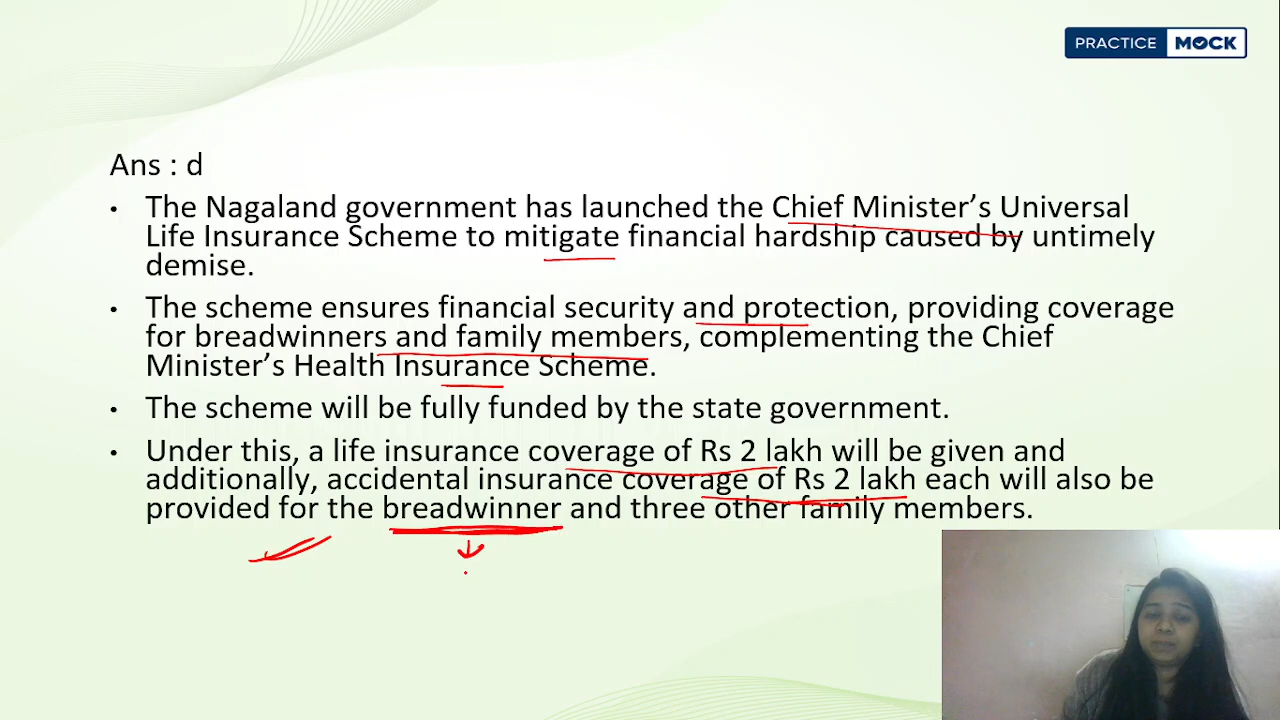 PRACTICE MOCK
Ans : d
• The Nagaland government has launched the Chief Minister’s Universal
Life Insurance Scheme to mitigate financial hardship caused by untimely
demise.
• The scheme ensures financial security and protection, providing coverage
for breadwinners and family members, complementing the Chief
Minister’s Health Insurance Scheme.
• The scheme will be fully funded by the state government.
• Under this, a life insurance coverage of Rs 2 lakh will be given and
additionally, accidental insurance coverage of Rs 2 lakh each will also be
provided for the breadwinner and three other family members.